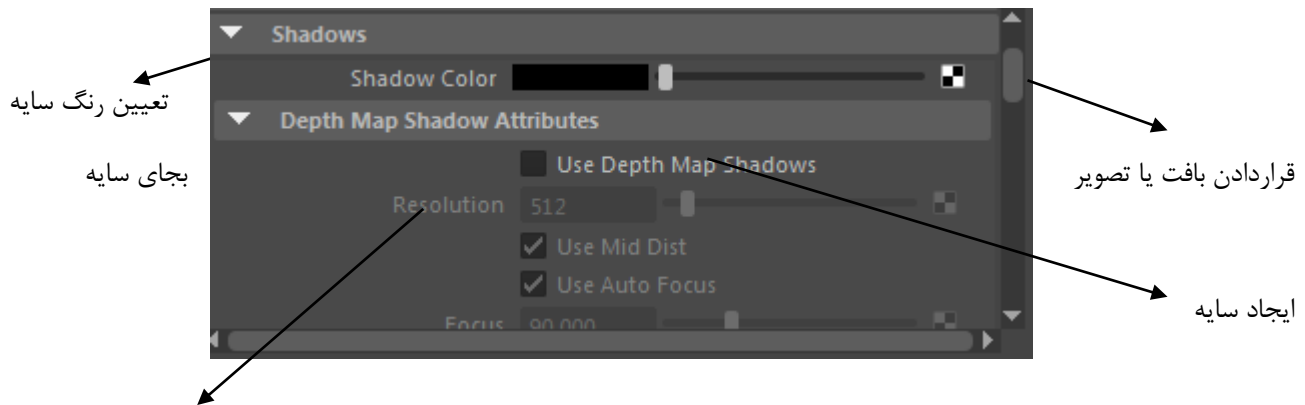 Shadows
Shadow Color
تعیین رنگ سایه
Depth Map Shadow Attributes
Use Depth Map Shadows
قراردادن بافت یا تصویر
بجای سایه
Resolution 512
Use Mid Dist
Use Auto Focus
ایجاد سایه
Focus 90.000